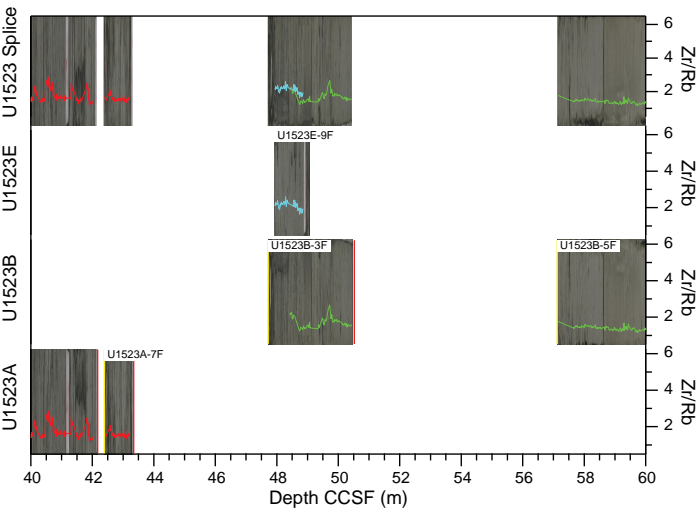 U1523 Splice
6
4
2
Zr/Rb
U1523E
U1523E-9F
6
4
2
Zr/Rb
U1523B
U1523B-3F
U1523B-5F
6
4
2
Zr/Rb
U1523A
U1523A-7F
6
4
2
Zr/Rb
40 42 44 46 48 50 52 54 56 58 60
Depth CCSF (m)